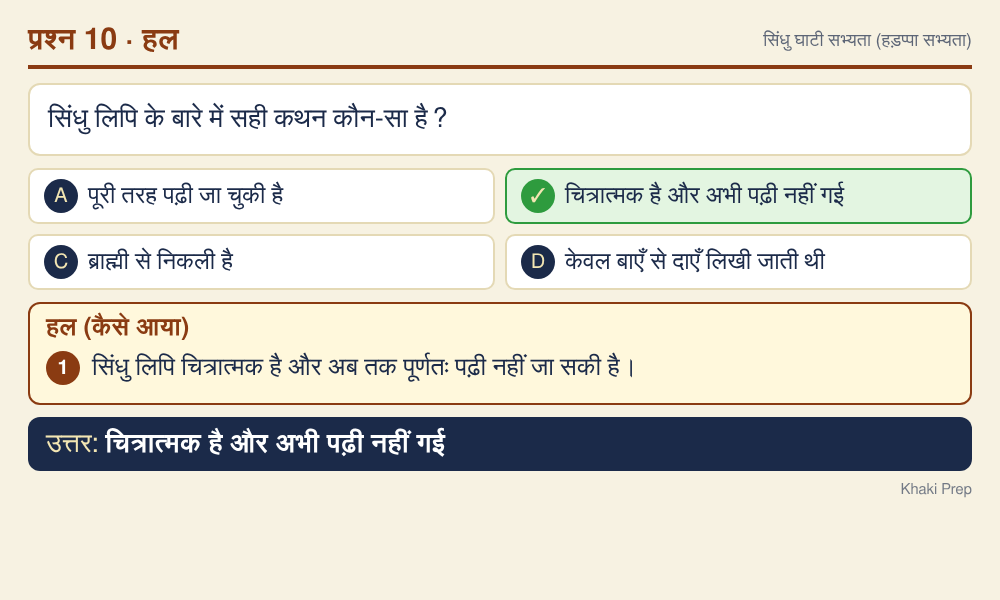 प्रश्न 10 · हल
सिंधु घाटी सभ्यता (हड़प्पा सभ्यता)
सिंधु लिपि के बारे में सही कथन कौन-सा है ?
A पूरी तरह पढ़ी जा चुकी है
✓ चित्रात्मक है और अभी पढ़ी नहीं गई
C ब्राह्मी से निकली है
D केवल बाएँ से दाएँ लिखी जाती थी
हल (कैसे आया)
1 सिंधु लिपि चित्रात्मक है और अब तक पूर्णतः पढ़ी नहीं जा सकी है।
उत्तर: चित्रात्मक है और अभी पढ़ी नहीं गई
Khaki Prep